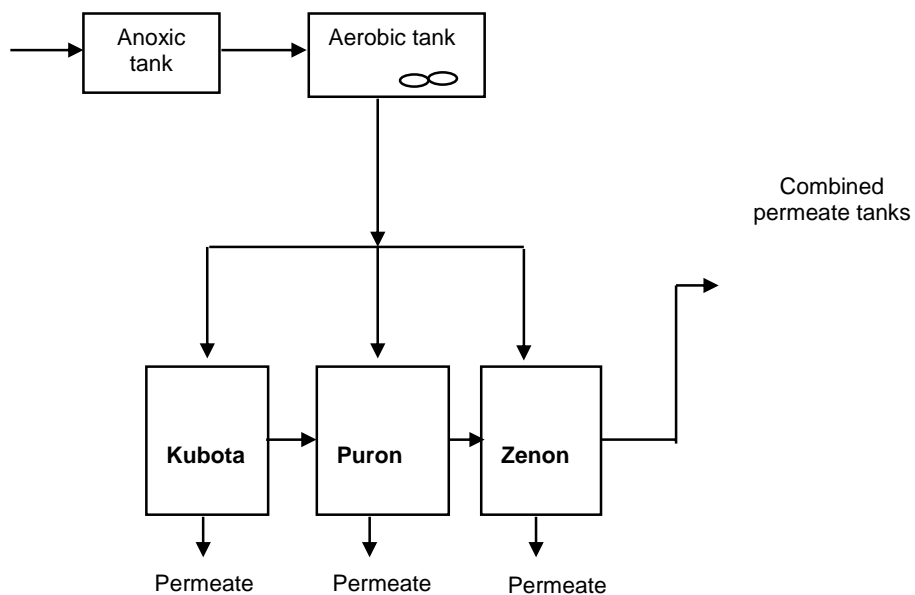 Anoxic
tank
Aerobic tank
Combined
permeate tanks
Kubota
Puron
Zenon
Permeate
Permeate
Permeate